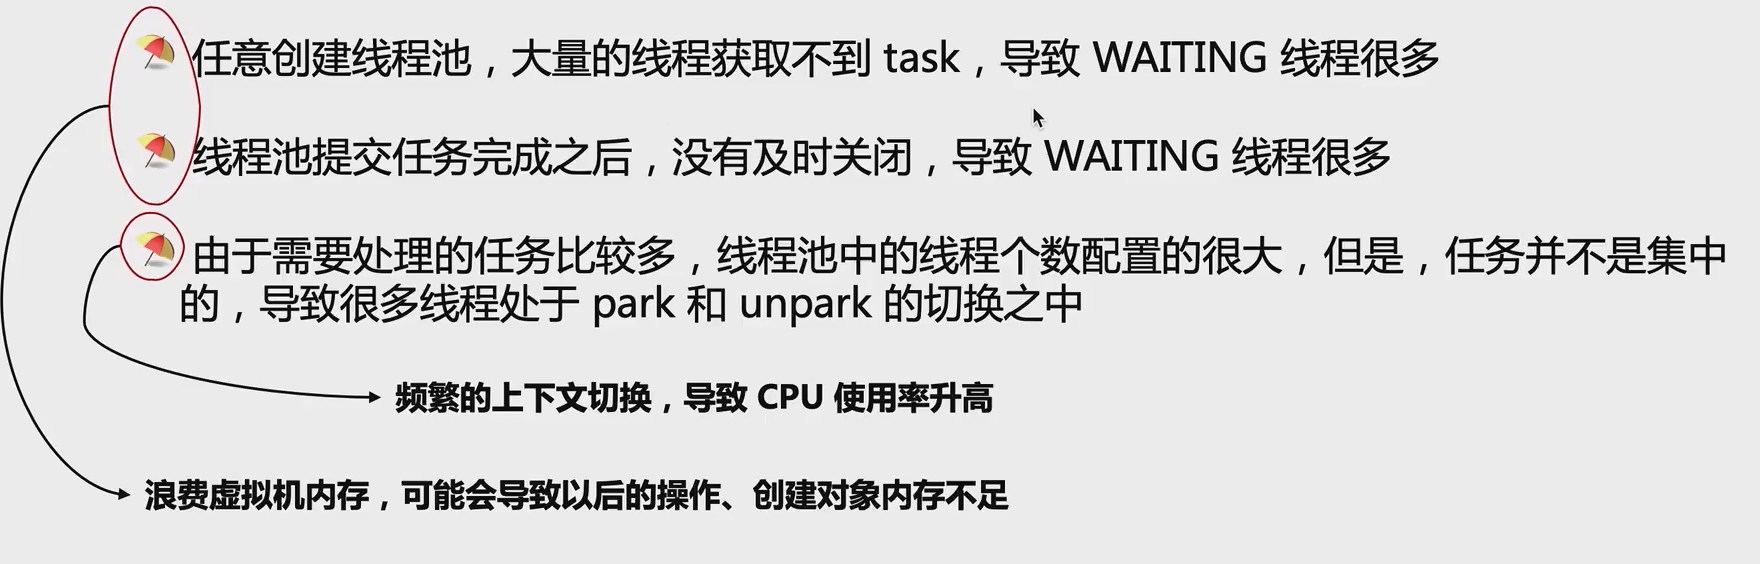 任意创建线程池，大量的线程获取不到 task，导致 WAITING 线程很多
线程池提交任务完成之后，没有及时关闭，导致 WAITING 线程很多
由于需要处理的任务比较多，线程池中的线程个数配置的很大，但是，任务并不是集中
的，导致很多线程处于 park 和 unpark 的切换之中
频繁的上下文切换，导致 CPU 使用率升高
浪费虚拟机内存，可能会导致以后的操作、创建对象内存不足